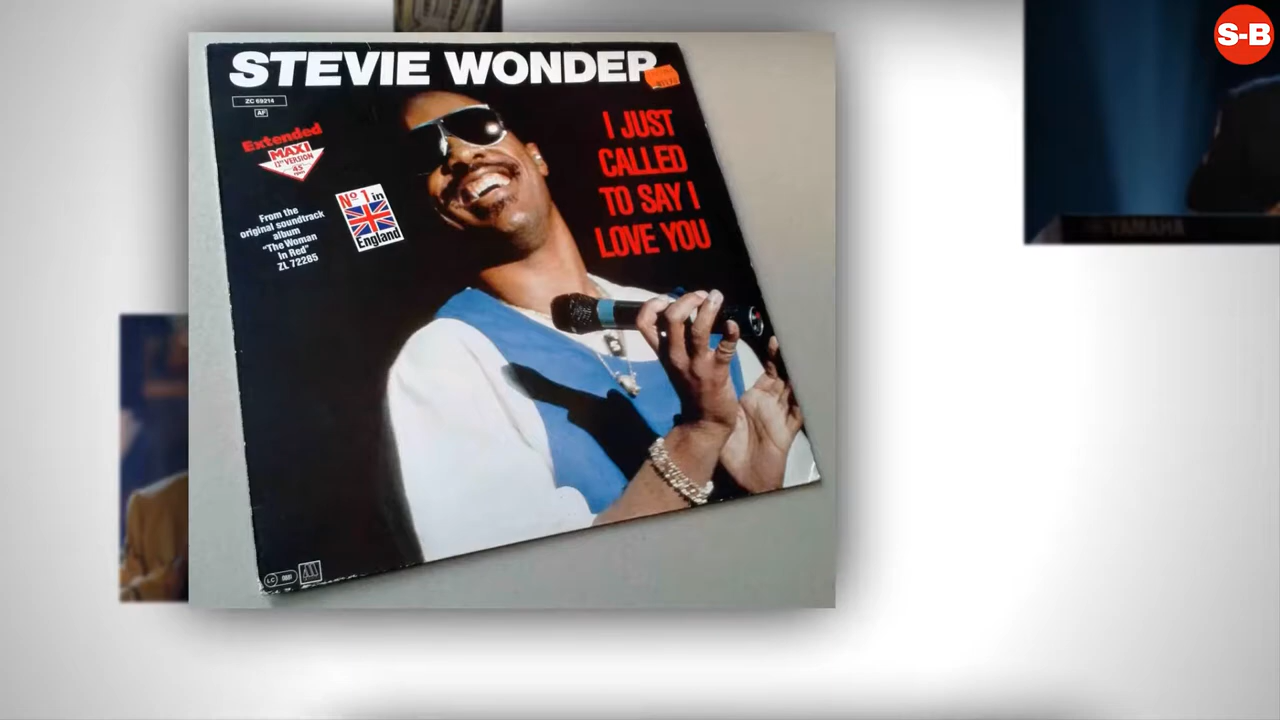 S-B
STEVIE WONDER
ZC 69214
AF
Extended
MAXI
12" VERSION
45
I JUST
CALLED
TO SAY I
LOVE YOU
Nº 1 in
England
From the
original soundtrack
album
"The Woman
In Red"
ZL 72285
YAMAHA
LC
S